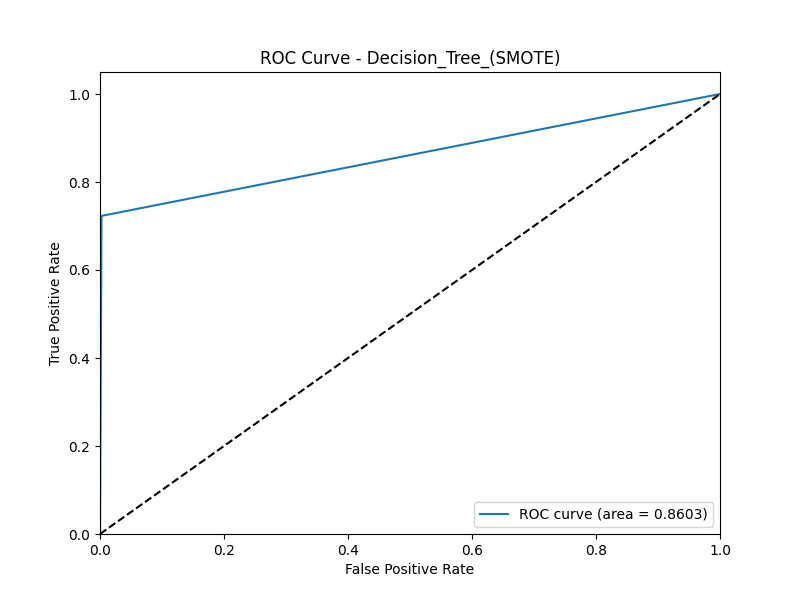 ROC Curve - Decision_Tree_(SMOTE)
1.0
0.8
0.6
0.4
0.2
0.0
True Positive Rate
ROC curve (area = 0.8603)
0.0 0.2 0.4 0.6 0.8 1.0
False Positive Rate